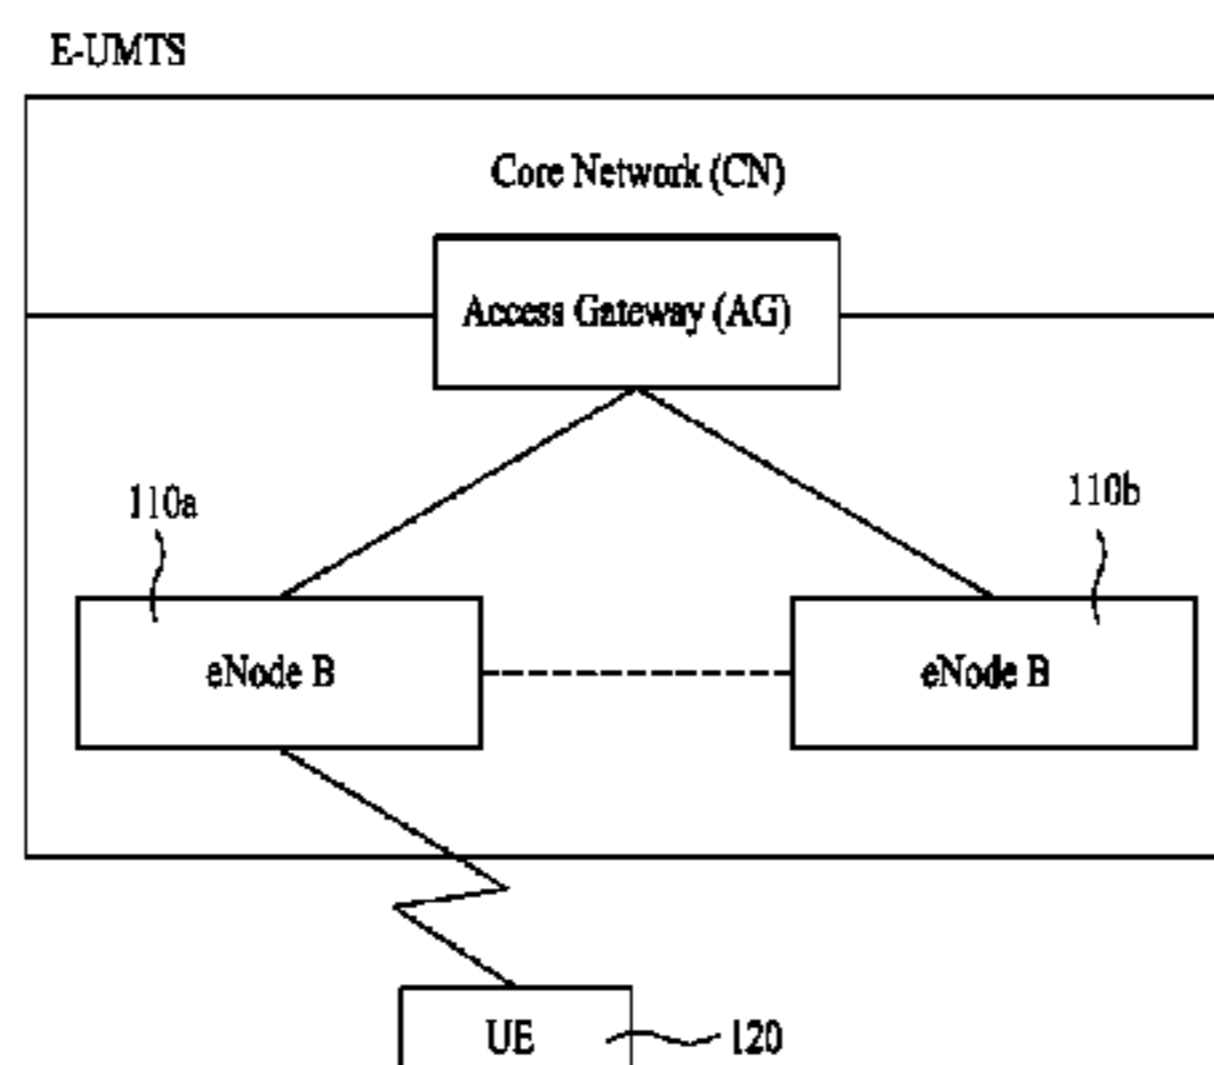 E-UMTS
Core Network (CN)
Access Gateway (AG)
110a
110b
eNode B
eNode B
UE
120